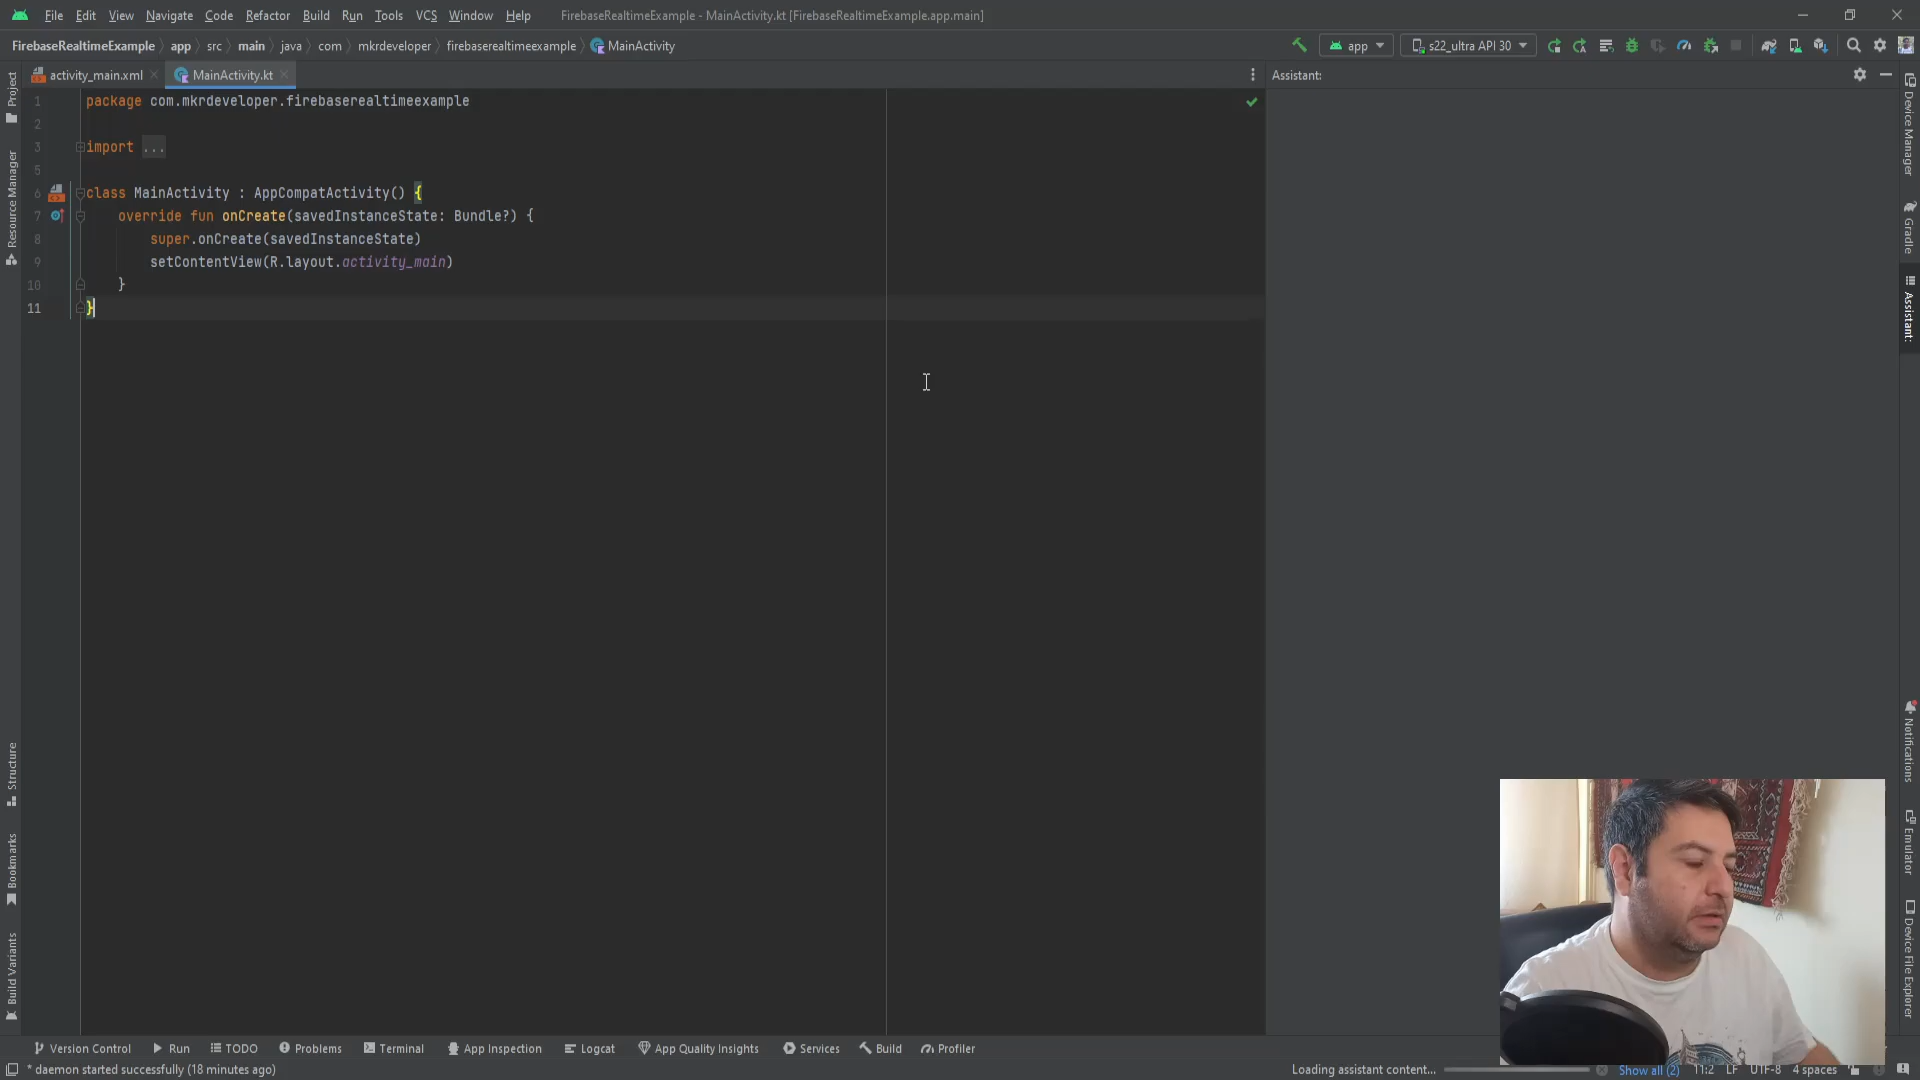 File Edit View Navigate Code Refactor Build Run Tools VCS Window Help FirebaseRealtimeExample - MainActivity.kt [FirebaseRealtimeExample.app.main]
FirebaseRealtimeExample app src main java com mkrdeveloper firebaserealtimeexample MainActivity app s22_ultra API 30
activity_main.xml MainActivity.kt Assistant:
1 package com.mkrdeveloper.firebaserealtimeexample
2
3 import ...
5
6 class MainActivity : AppCompatActivity() {
7 override fun onCreate(savedInstanceState: Bundle?) {
8 super.onCreate(savedInstanceState)
9 setContentView(R.layout.activity_main)
10 }
11 }
Project
Resource Manager
Structure
Bookmarks
Build Variants
Device Manager
Gradle
Assistant:
Notifications
Emulator
Device File Explorer
Version Control Run TODO Problems Terminal App Inspection Logcat App Quality Insights Services Build Profiler
* daemon started successfully (18 minutes ago) Loading assistant content... Show all (2) 11:2 LF UTF-8 4 spaces